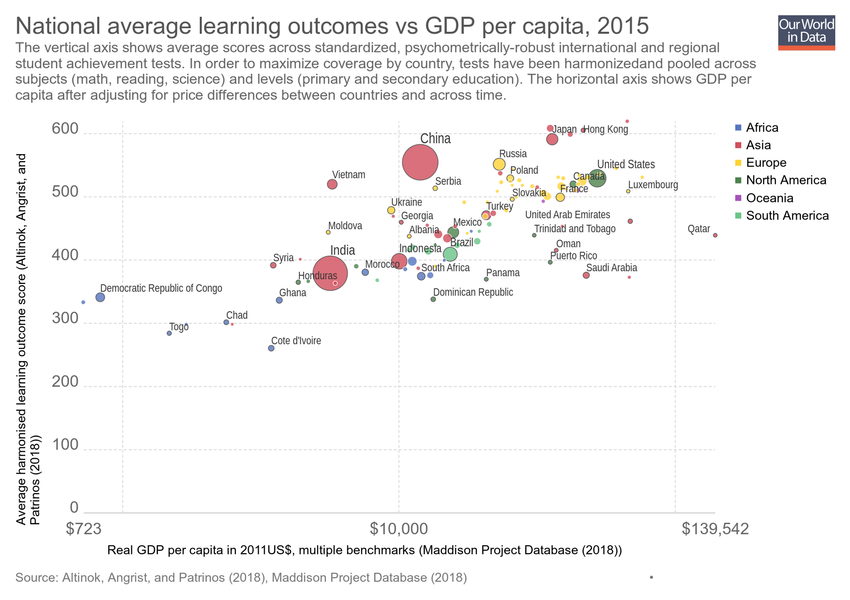 National average learning outcomes vs GDP per capita, 2015
Our World
in Data
The vertical axis shows average scores across standardized, psychometrically-robust international and regional
student achievement tests. In order to maximize coverage by country, tests have been harmonizedand pooled across
subjects (math, reading, science) and levels (primary and secondary education). The horizontal axis shows GDP per
capita after adjusting for price differences between countries and across time.
600
500
400
300
200
100
0
Average harmonised learning outcome score (Altinok, Angrist, and
Patrinos (2018))
China
Japan
Hong Kong
Russia
Poland
United States
Canada
Luxembourg
France
Vietnam
Serbia
Slovakia
Ukraine
Georgia
Turkey
Moldova
Albania
Mexico
United Arab Emirates
Trinidad and Tobago
Qatar
India
Indonesia
Brazil
Oman
Puerto Rico
Syria
Morocco
South Africa
Panama
Saudi Arabia
Honduras
Democratic Republic of Congo
Ghana
Dominican Republic
Togo
Chad
Cote d'Ivoire
Africa
Asia
Europe
North America
Oceania
South America
$723
$10,000
$139,542
Real GDP per capita in 2011US$, multiple benchmarks (Maddison Project Database (2018))
Source: Altinok, Angrist, and Patrinos (2018), Maddison Project Database (2018)